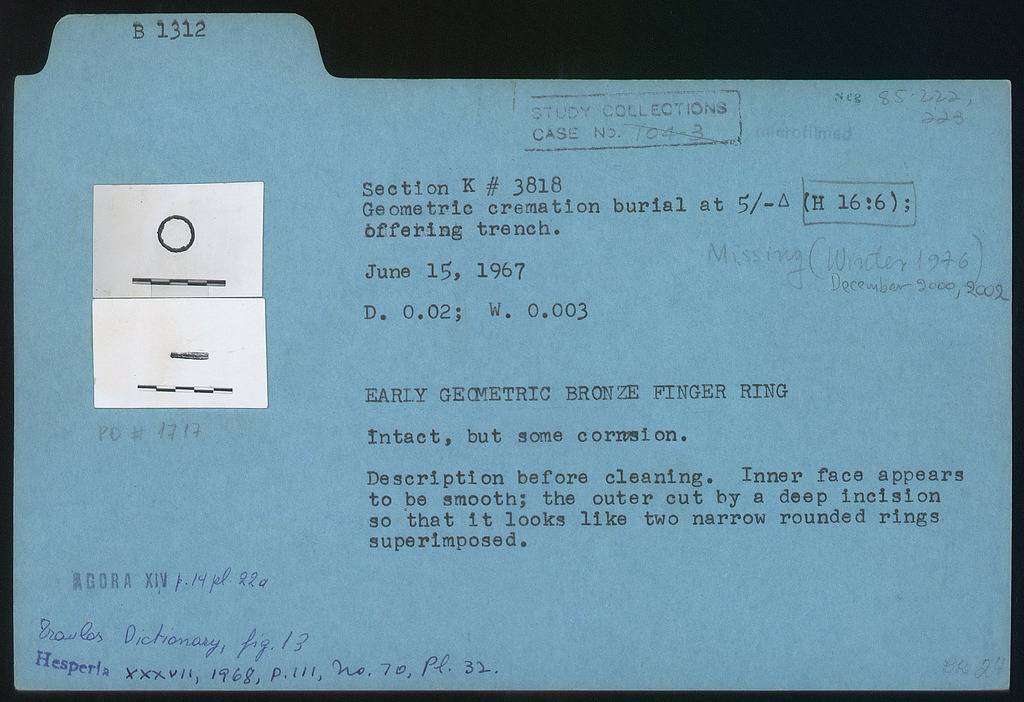 B 1312
STUDY COLLECTIONS
CASE NO. 104-3
Neg 85-222,
223
microfilmed
Section K # 3818
Geometric cremation burial at 5/-Δ (H 16:6);
offering trench.
Missing (Winter 1976)
December 2000, 2002
June 15, 1967
D. 0.02; W. 0.003
EARLY GEOMETRIC BRONZE FINGER RING
PD # 1717
Intact, but some corrosion.
Description before cleaning. Inner face appears
to be smooth; the outer cut by a deep incision
so that it looks like two narrow rounded rings
superimposed.
AGORA XIV p. 14 pl. 22a
Travlos Dictionary, fig. 13
Hesperia XXXVII, 1968, P. 111, No. 70, Pl. 32.